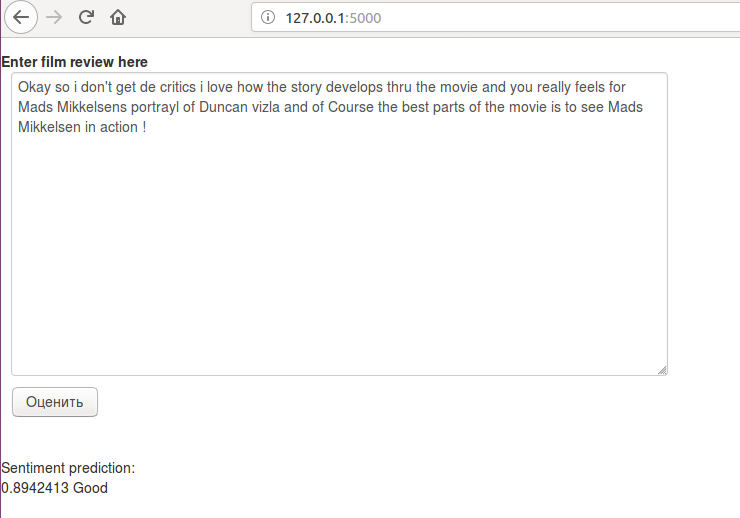 127.0.0.1:5000
Enter film review here
Okay so i don't get de critics i love how the story develops thru the movie and you really feels for
Mads Mikkelsens portrayl of Duncan vizla and of Course the best parts of the movie is to see Mads
Mikkelsen in action !
Оценить
Sentiment prediction:
0.8942413 Good